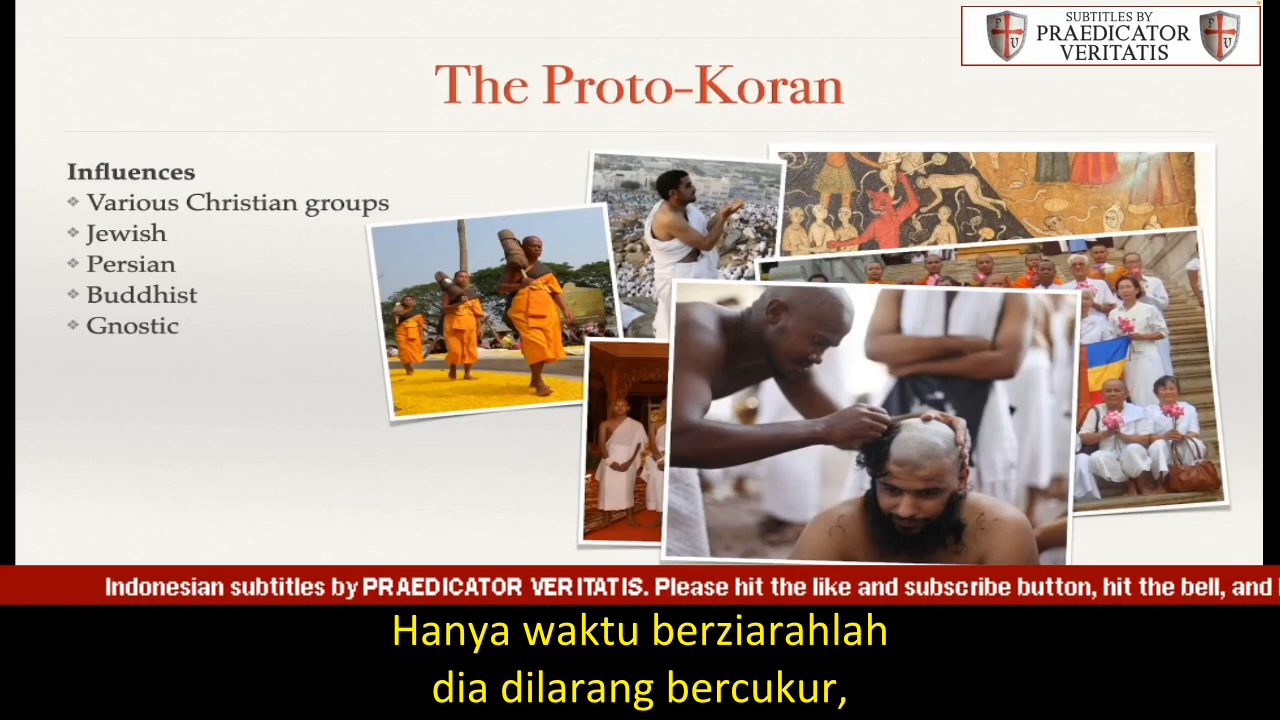 SUBTITLES BY
PRAEDICATOR
VERITATIS
P V
P V
The Proto-Koran
Influences
Various Christian groups
Jewish
Persian
Buddhist
Gnostic
Indonesian subtitles by PRAEDICATOR VERITATIS. Please hit the like and subscribe button, hit the bell, and
Hanya waktu berziarahlah
dia dilarang bercukur,